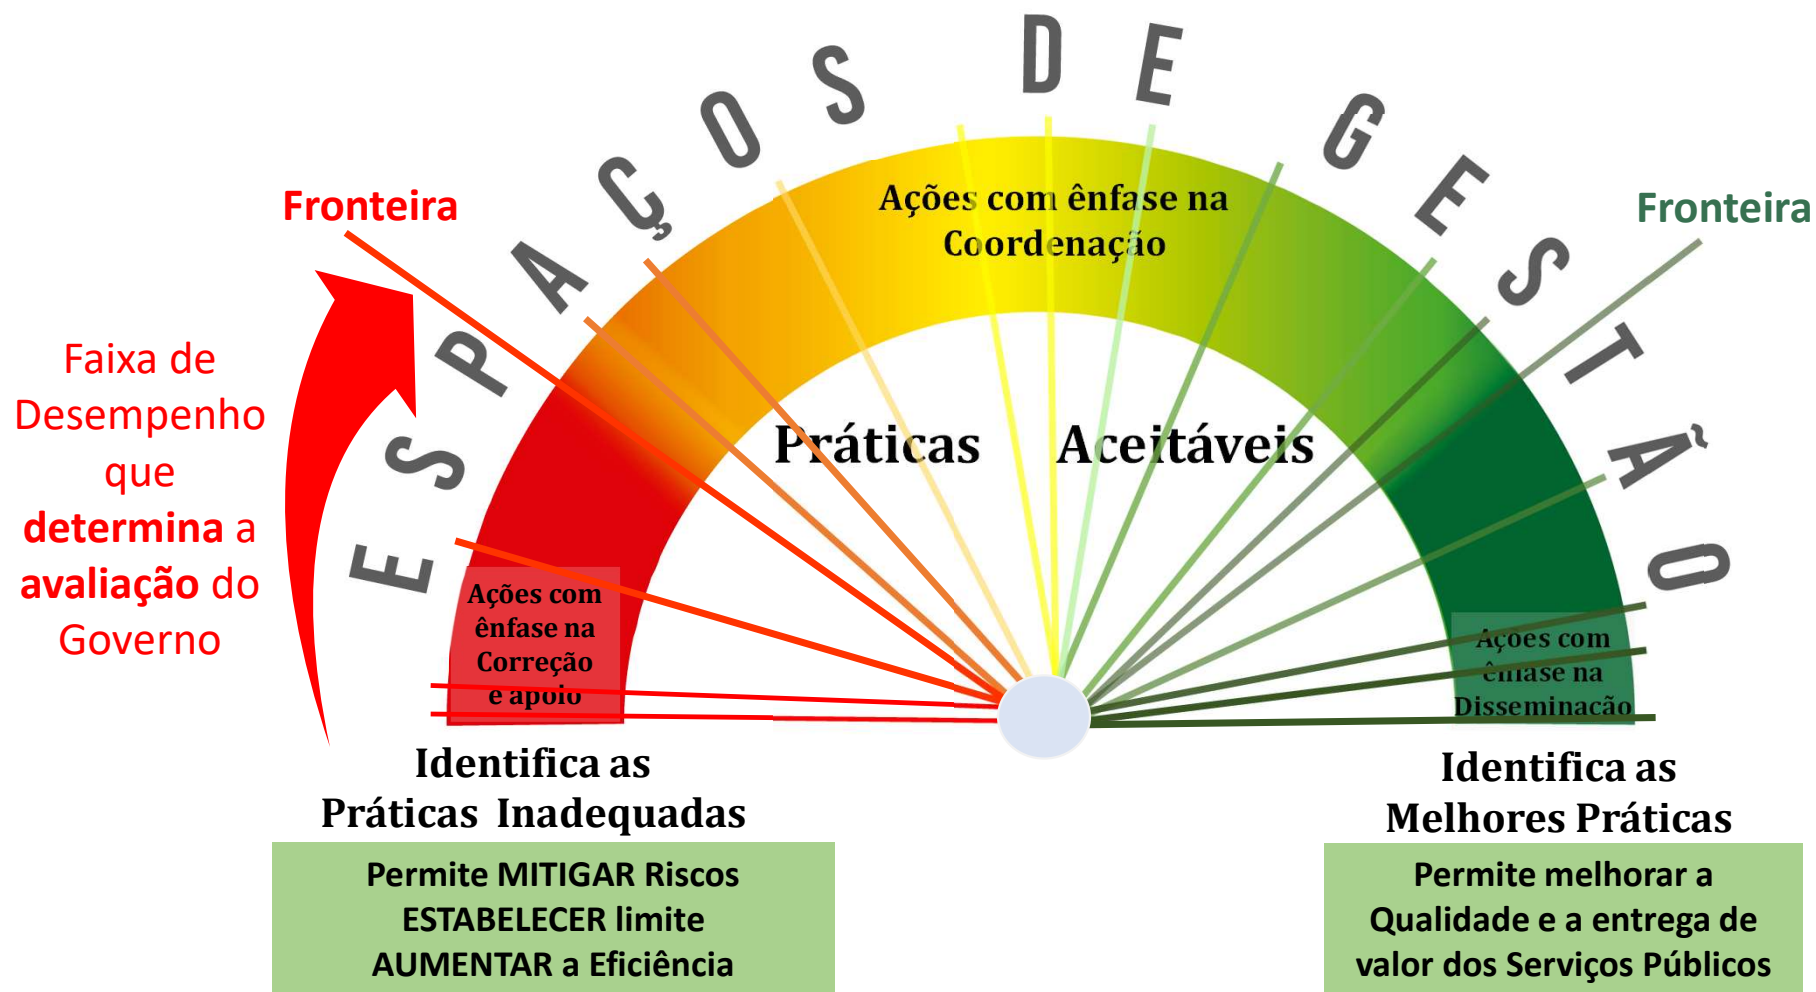 ESPAÇOS DE GESTÃO
Fronteira
Fronteira
Faixa de
Desempenho
que
determina a
avaliação do
Governo
Ações com ênfase na
Coordenação
Práticas Aceitáveis
Ações com
ênfase na
Correção
e apoio
Ações com
ênfase na
Disseminação
Identifica as
Práticas Inadequadas
Permite MITIGAR Riscos
ESTABELECER limite
AUMENTAR a Eficiência
Identifica as
Melhores Práticas
Permite melhorar a
Qualidade e a entrega de
valor dos Serviços Públicos